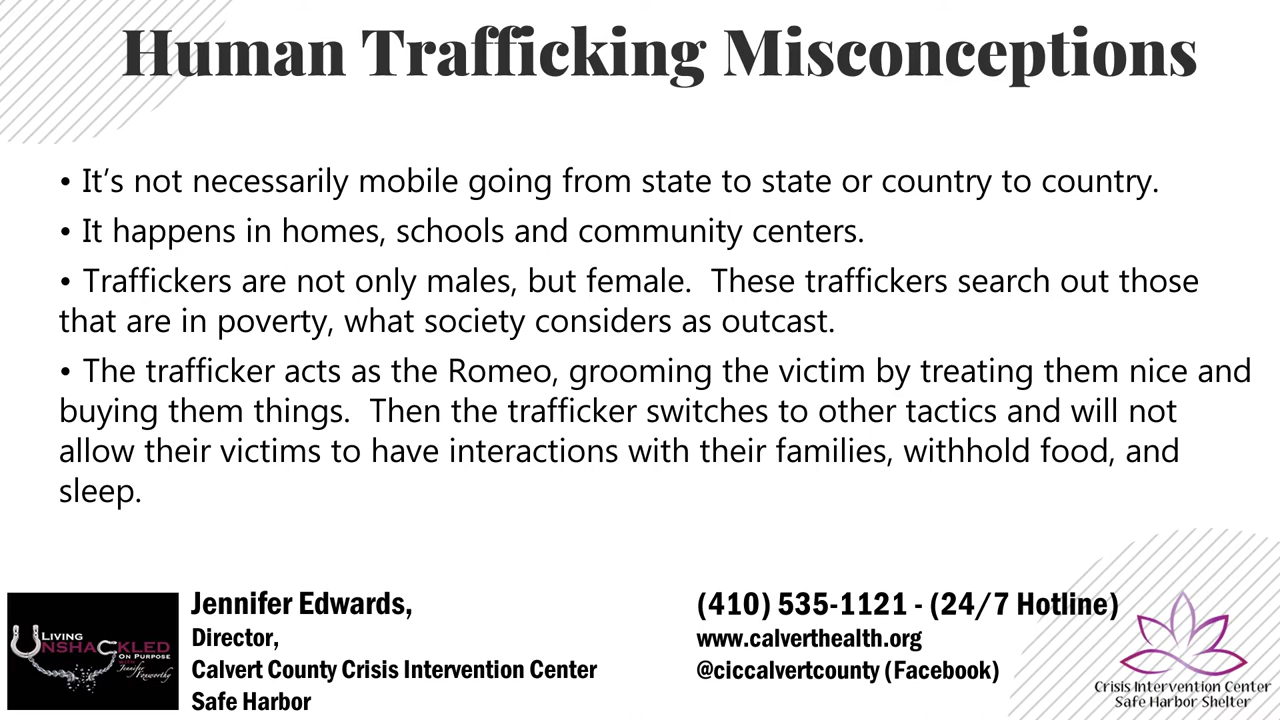 Human Trafficking Misconceptions
• It’s not necessarily mobile going from state to state or country to country.
• It happens in homes, schools and community centers.
• Traffickers are not only males, but female.  These traffickers search out those
that are in poverty, what society considers as outcast.
• The trafficker acts as the Romeo, grooming the victim by treating them nice and
buying them things.  Then the trafficker switches to other tactics and will not
allow their victims to have interactions with their families, withhold food, and
sleep.
LIVING
UNSHACKLED
ON PURPOSE
WITH
Jennifer
Foxworthy
Jennifer Edwards,
Director,
Calvert County Crisis Intervention Center
Safe Harbor
(410) 535-1121 - (24/7 Hotline)
www.calverthealth.org
@ciccalvertcounty (Facebook)
Crisis Intervention Center
Safe Harbor Shelter